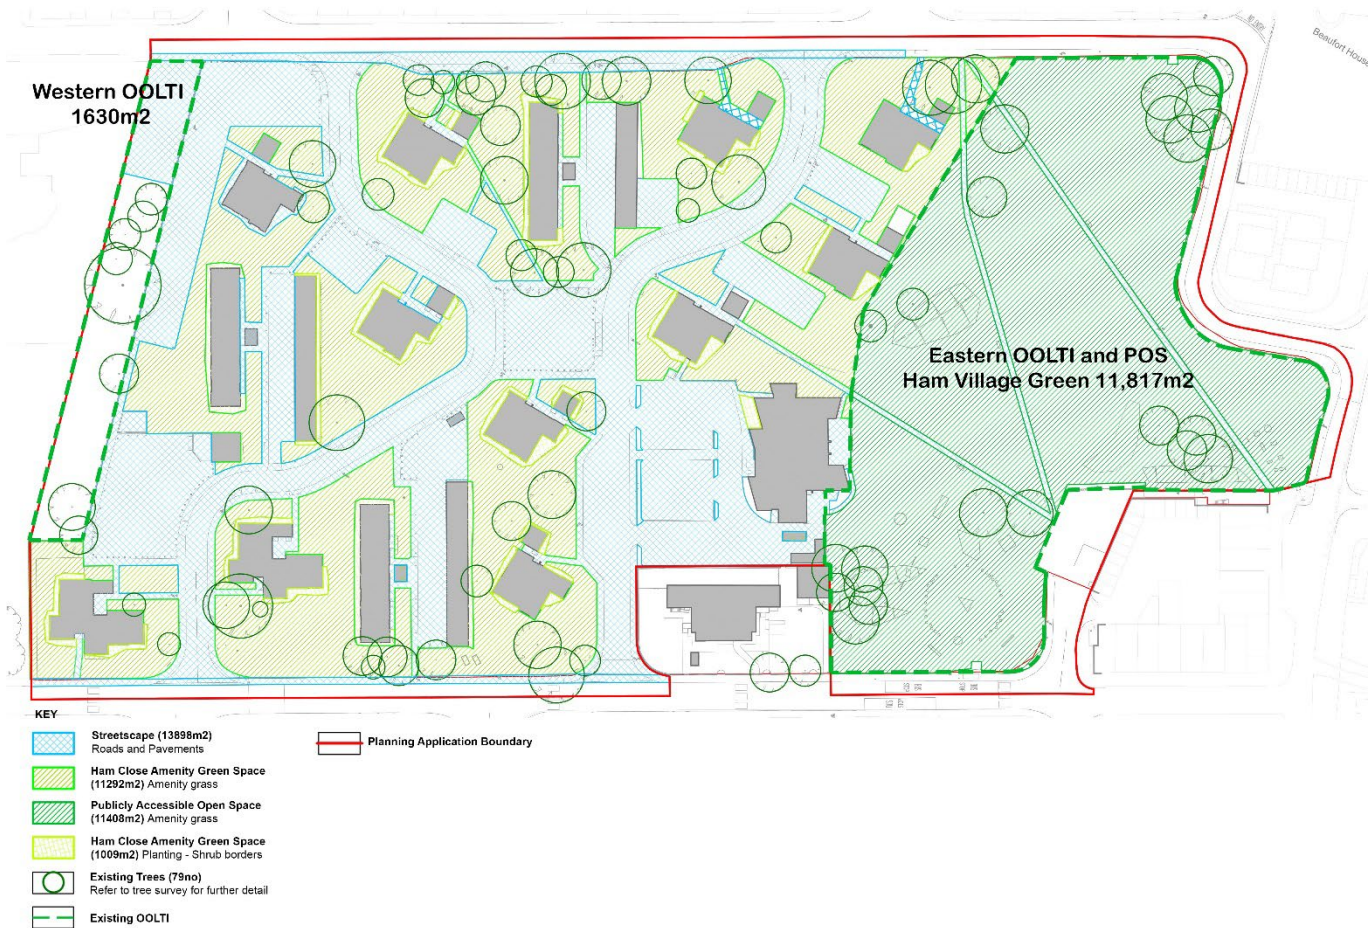 Western OOLTI
1630m2
Beaufort House
Eastern OOLTI and POS
Ham Village Green 11,817m2
KEY
Streetscape (13898m2)
Roads and Pavements
Planning Application Boundary
Ham Close Amenity Green Space
(11292m2) Amenity grass
Publicly Accessible Open Space
(11408m2) Amenity grass
Ham Close Amenity Green Space
(1009m2) Planting - Shrub borders
Existing Trees (79no)
Refer to tree survey for further detail
Existing OOLTI